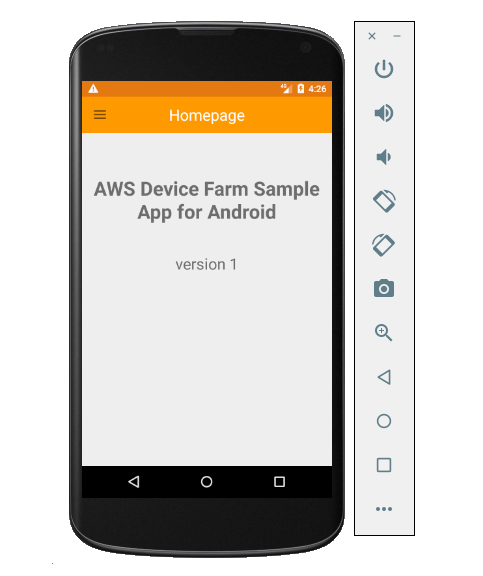 4:26
Homepage
AWS Device Farm Sample
App for Android
version 1